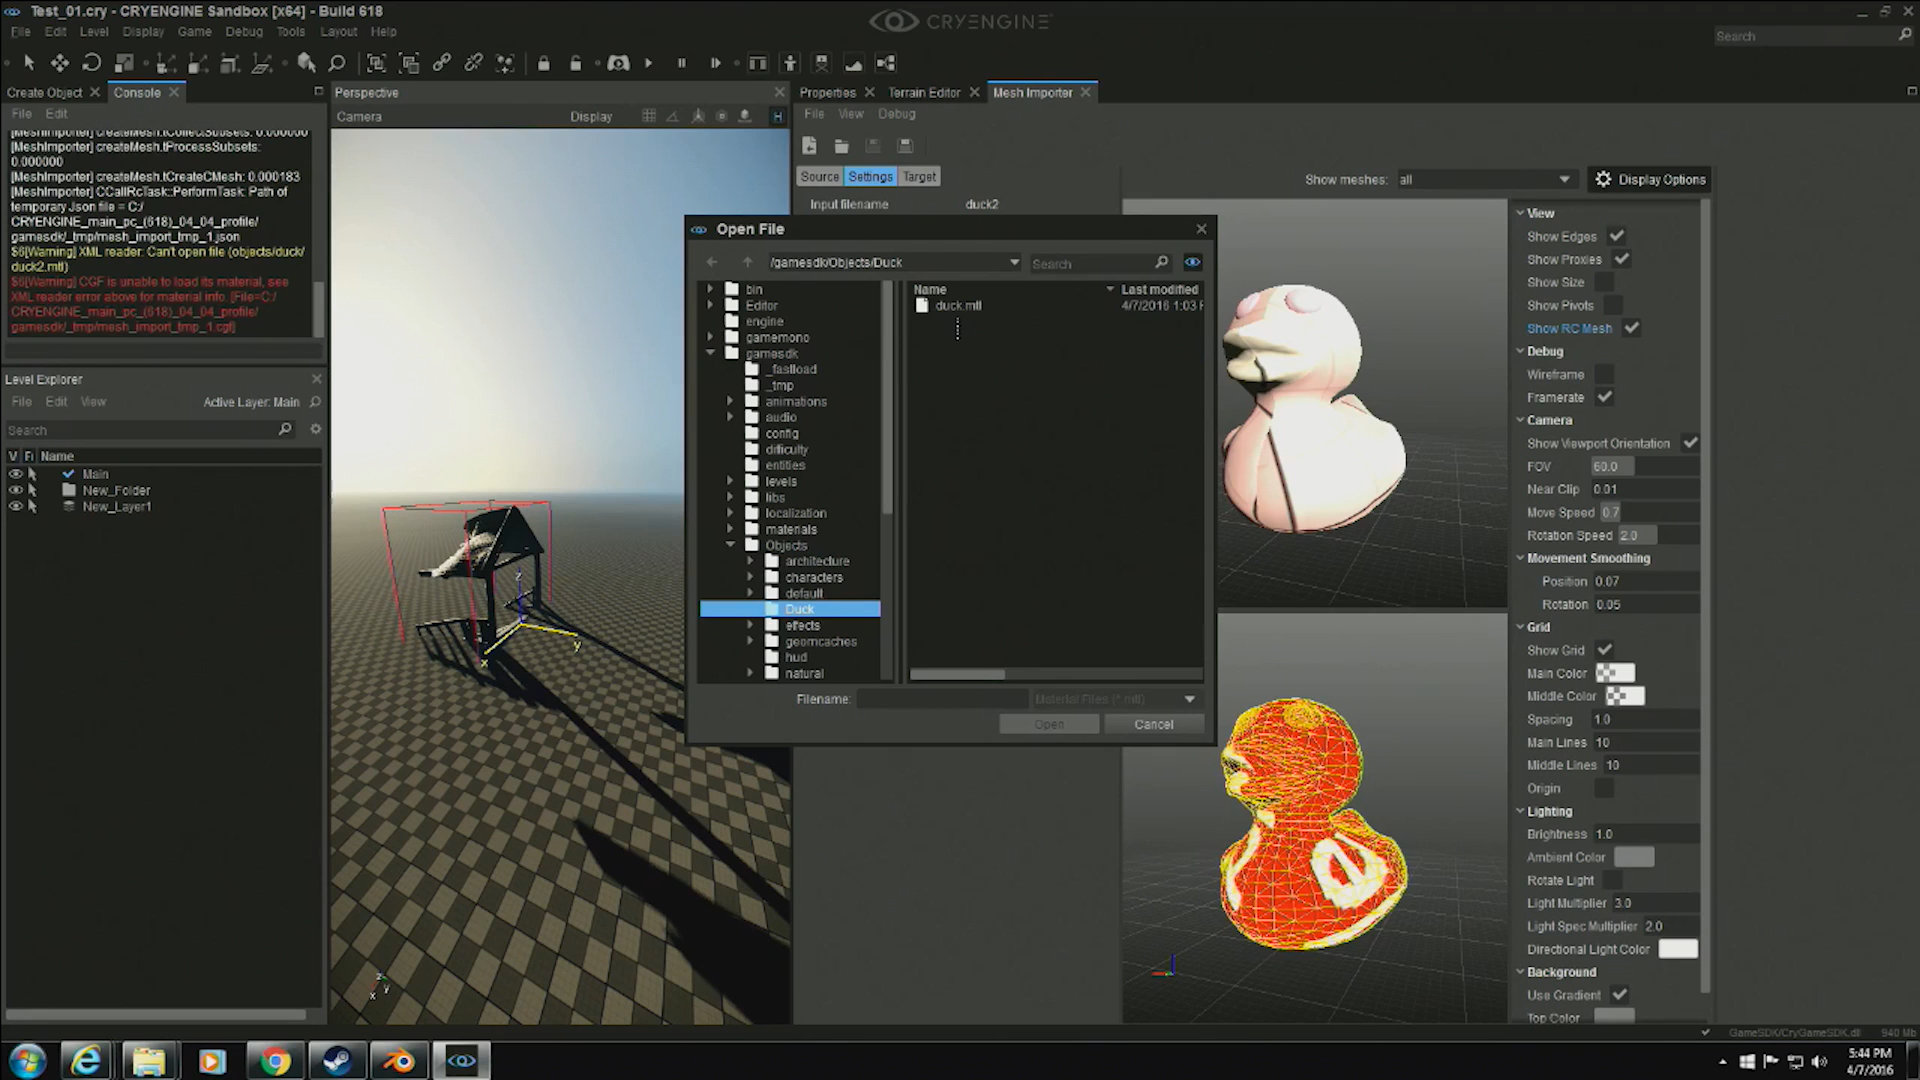 Test_01.cry - CRYENGINE Sandbox [x64] - Build 618
CRYENGINE
File Edit Level Display Game Debug Tools Layout Help
Search
Create Object
Console
File Edit
[MeshImporter] createMesh.tCollectSubsets: 0.000000
[MeshImporter] createMesh.tProcessSubsets:
0.000000
[MeshImporter] createMesh.tCreateCMesh: 0.000183
[MeshImporter] CCallRcTask::PerformTask: Path of
temporary Json file = C:/
CRYENGINE_main_pc_(618)_04_04_profile/
gamesdk/_tmp/mesh_import_tmp_1.json
$6[Warning] XML reader: Can't open file (objects/duck/
duck2.mtl)
$6[Warning] CGF is unable to load its material, see
XML reader error above for material info. [File=C:/
CRYENGINE_main_pc_(618)_04_04_profile/
gamesdk/_tmp/mesh_import_tmp_1.cgf]
Level Explorer
File Edit View
Active Layer: Main
Search
V Fi Name
Main
New_Folder
New_Layer1
Perspective
Camera
Display
H
z
x
y
z
x
y
Properties
Terrain Editor
Mesh Importer
File View Debug
Source Settings Target
Input filename duck2
Show meshes: all
Display Options
Open File
/gamesdk/Objects/Duck
Search
bin
Editor
engine
gamemono
gamesdk
_fastload
_tmp
animations
audio
config
difficulty
entities
levels
libs
localization
materials
Objects
architecture
characters
default
Duck
effects
geomcaches
hud
natural
Name
Last modified
duck.mtl
4/7/2016 1:03
Filename:
Material Files (*.mtl)
Open
Cancel
View
Show Edges
Show Proxies
Show Size
Show Pivots
Show RC Mesh
Debug
Wireframe
Framerate
Camera
Show Viewport Orientation
FOV 60.0
Near Clip 0.01
Move Speed 0.7
Rotation Speed 2.0
Movement Smoothing
Position 0.07
Rotation 0.05
Grid
Show Grid
Main Color
Middle Color
Spacing 1.0
Main Lines 10
Middle Lines 10
Origin
Lighting
Brightness 1.0
Ambient Color
Rotate Light
Light Multiplier 3.0
Light Spec Multiplier 2.0
Directional Light Color
Background
Use Gradient
Top Color
GameSDK/CryGameSDK.dll 940 Mb
5:44 PM
4/7/2016